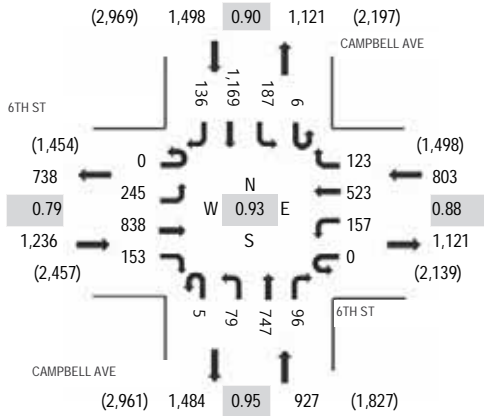 (2,969) 1,498 0.90 1,121 (2,197)
CAMPBELL AVE
136 1,169 187 6
6TH ST
(1,454) (1,498)
738 0 123 803
245 N 523
0.79 W 0.93 E 0.88
838 157
1,236 S 1,121
153 0
(2,457) (2,139)
5 79 747 96
6TH ST
CAMPBELL AVE
(2,961) 1,484 0.95 927 (1,827)